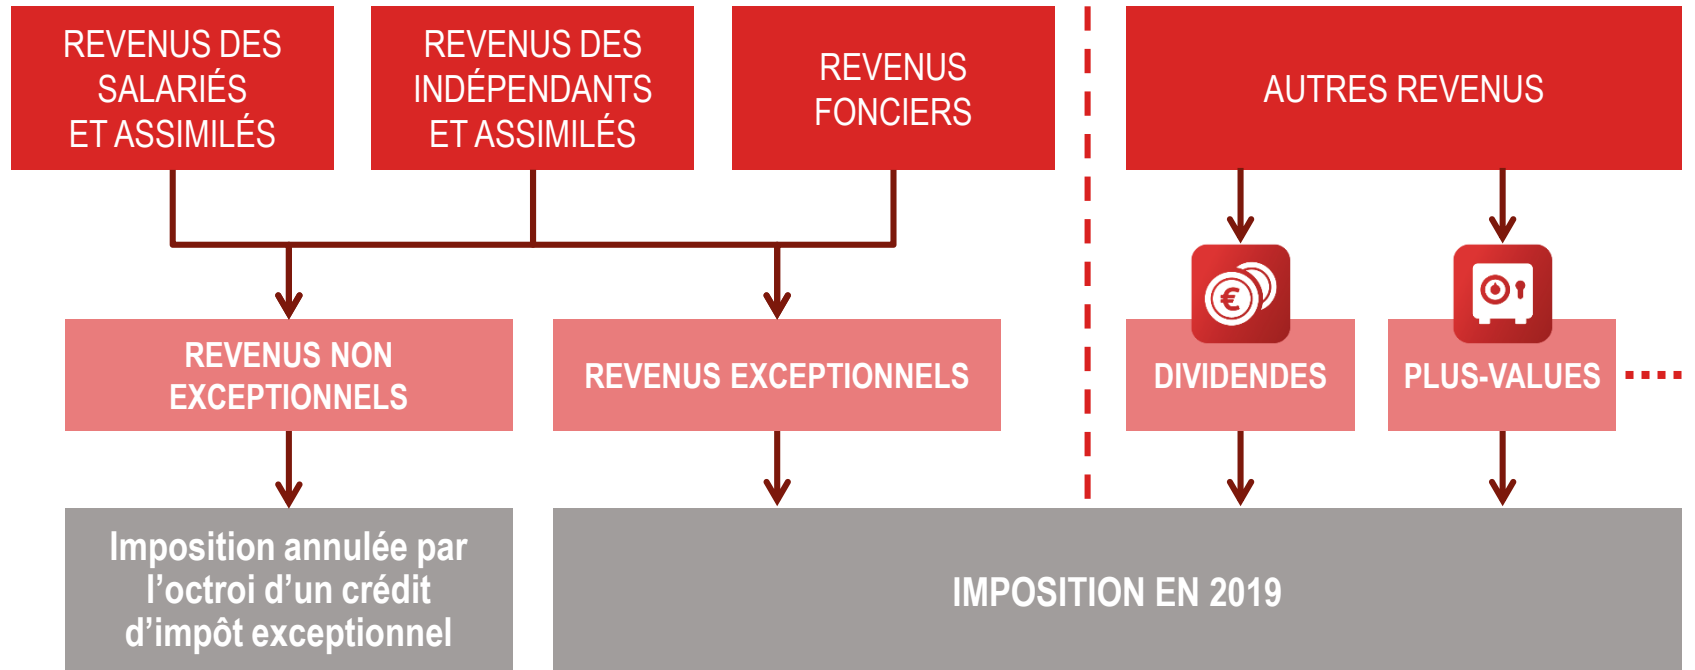 REVENUS DES
SALARIÉS
ET ASSIMILÉS
REVENUS DES
INDÉPENDANTS
ET ASSIMILÉS
REVENUS
FONCIERS
AUTRES REVENUS
€
REVENUS NON
EXCEPTIONNELS
REVENUS EXCEPTIONNELS
DIVIDENDES
PLUS-VALUES
Imposition annulée par
l’octroi d’un crédit
d’impôt exceptionnel
IMPOSITION EN 2019